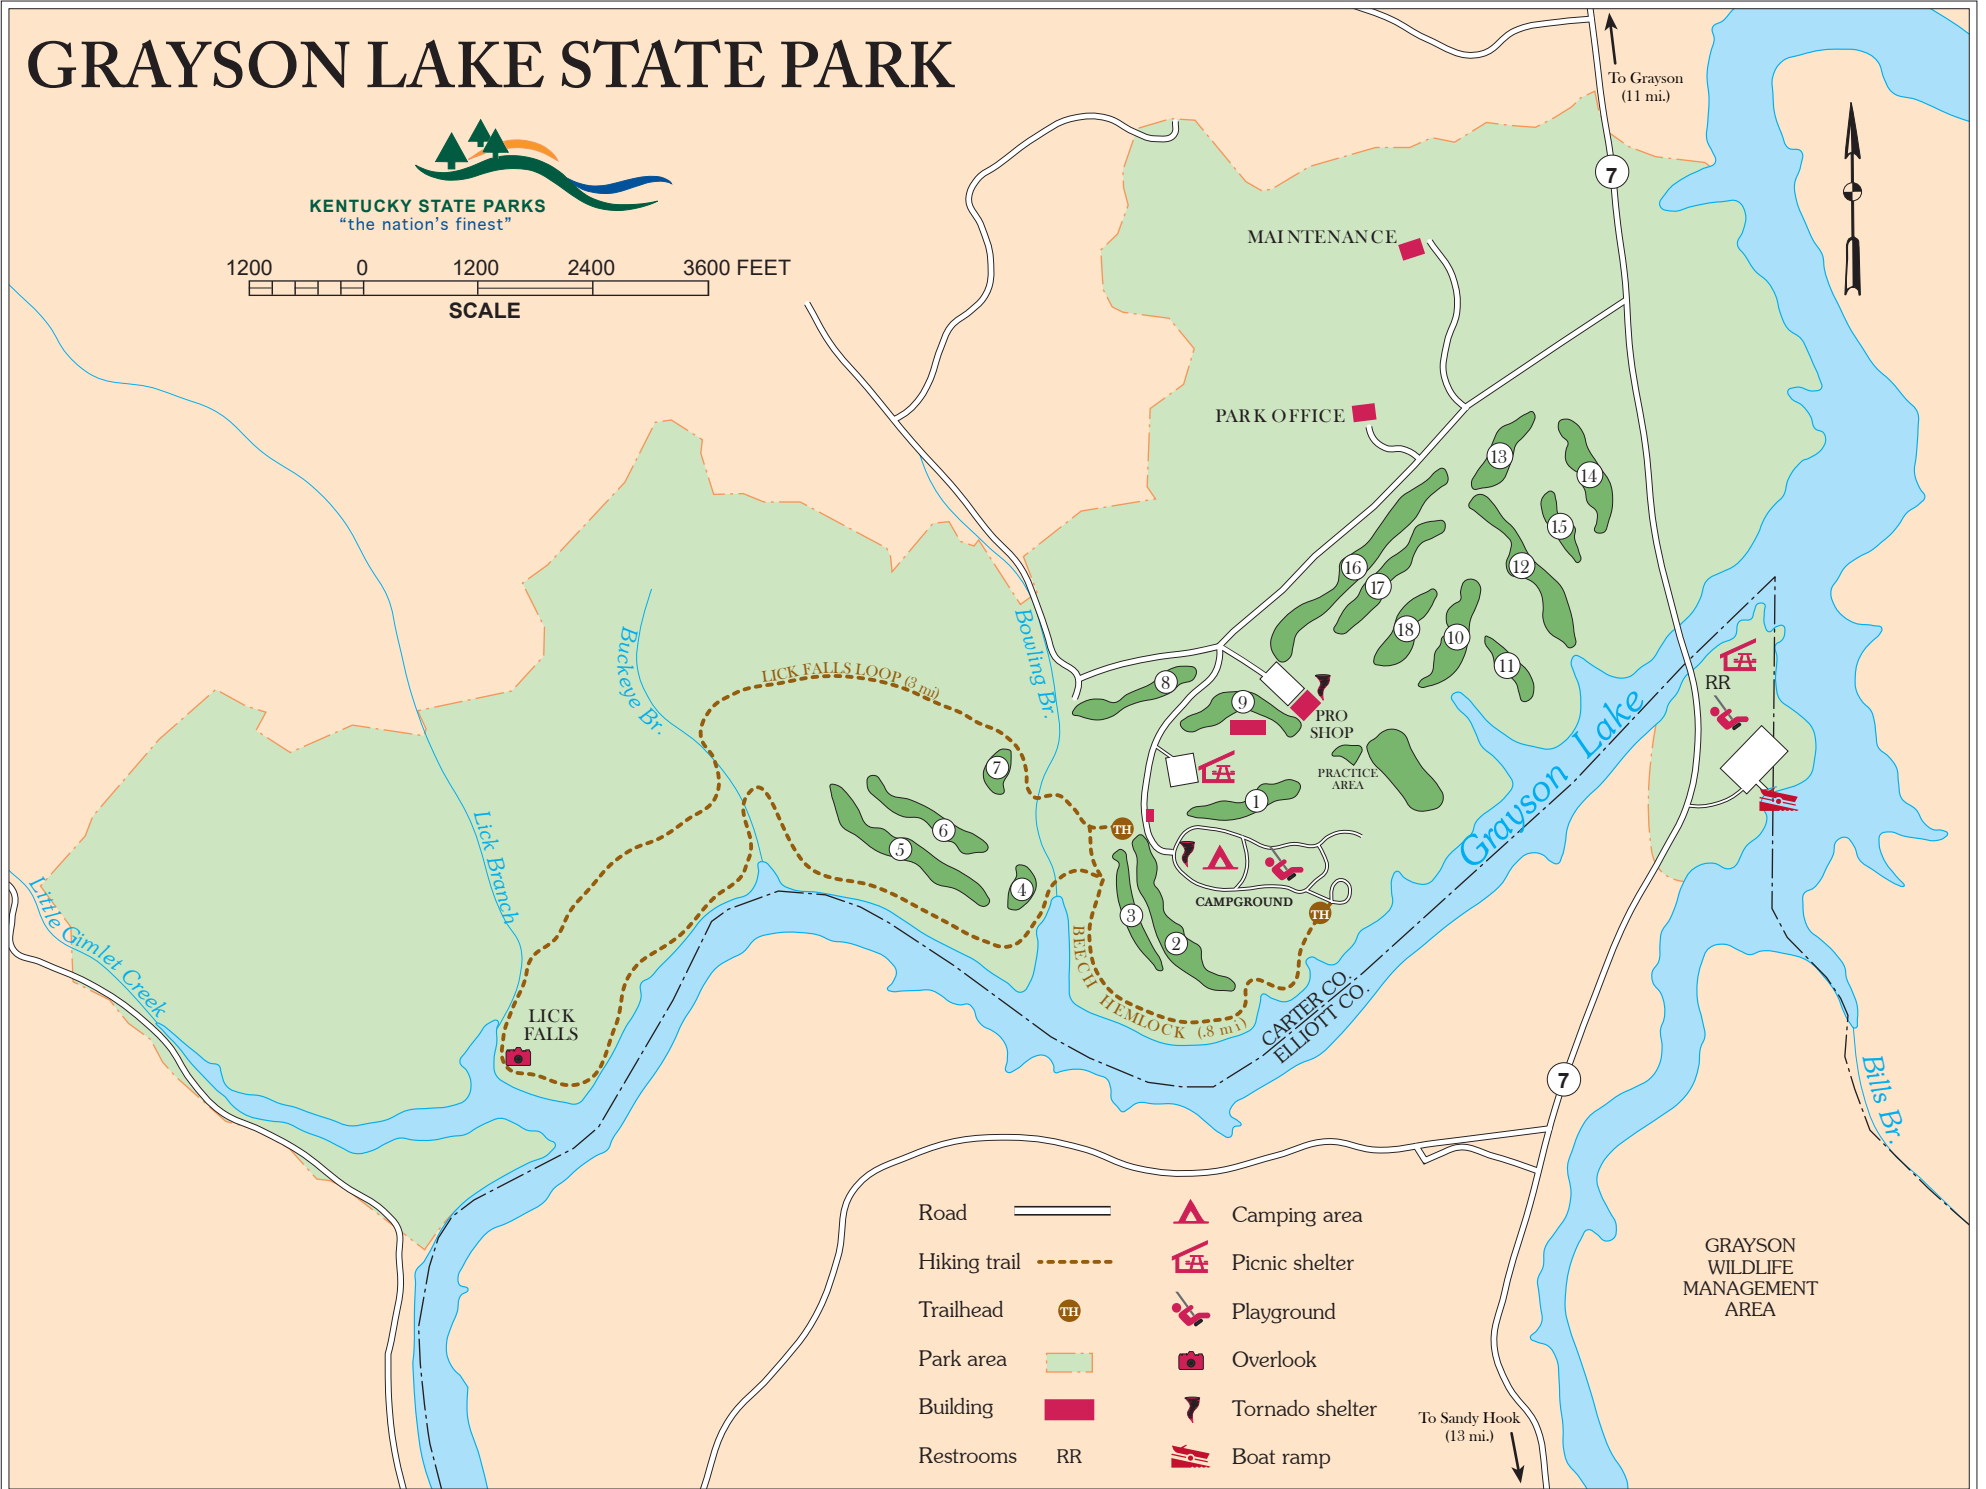 GRAYSON LAKE STATE PARK
KENTUCKY STATE PARKS
“the nation’s finest”
1200 0 1200 2400 3600 FEET
SCALE
To Grayson
(11 mi.)
7
MAINTENANCE
PARK OFFICE
13
14
15
16
17
12
18
10
11
8
9
PRO
SHOP
PRACTICE
AREA
1
RR
Grayson Lake
Bowling Br.
Buckeye Br.
LICK FALLS LOOP (3 mi)
7
6
5
4
TH
3
2
CAMPGROUND
TH
BEECH HEMLOCK (.8 mi)
CARTER CO.
ELLIOTT CO.
Lick Branch
Little Gimlet Creek
LICK
FALLS
7
Bills Br.
GRAYSON
WILDLIFE
MANAGEMENT
AREA
To Sandy Hook
(13 mi.)
Road
Hiking trail
Trailhead TH
Park area
Building
Restrooms RR
Camping area
Picnic shelter
Playground
Overlook
Tornado shelter
Boat ramp